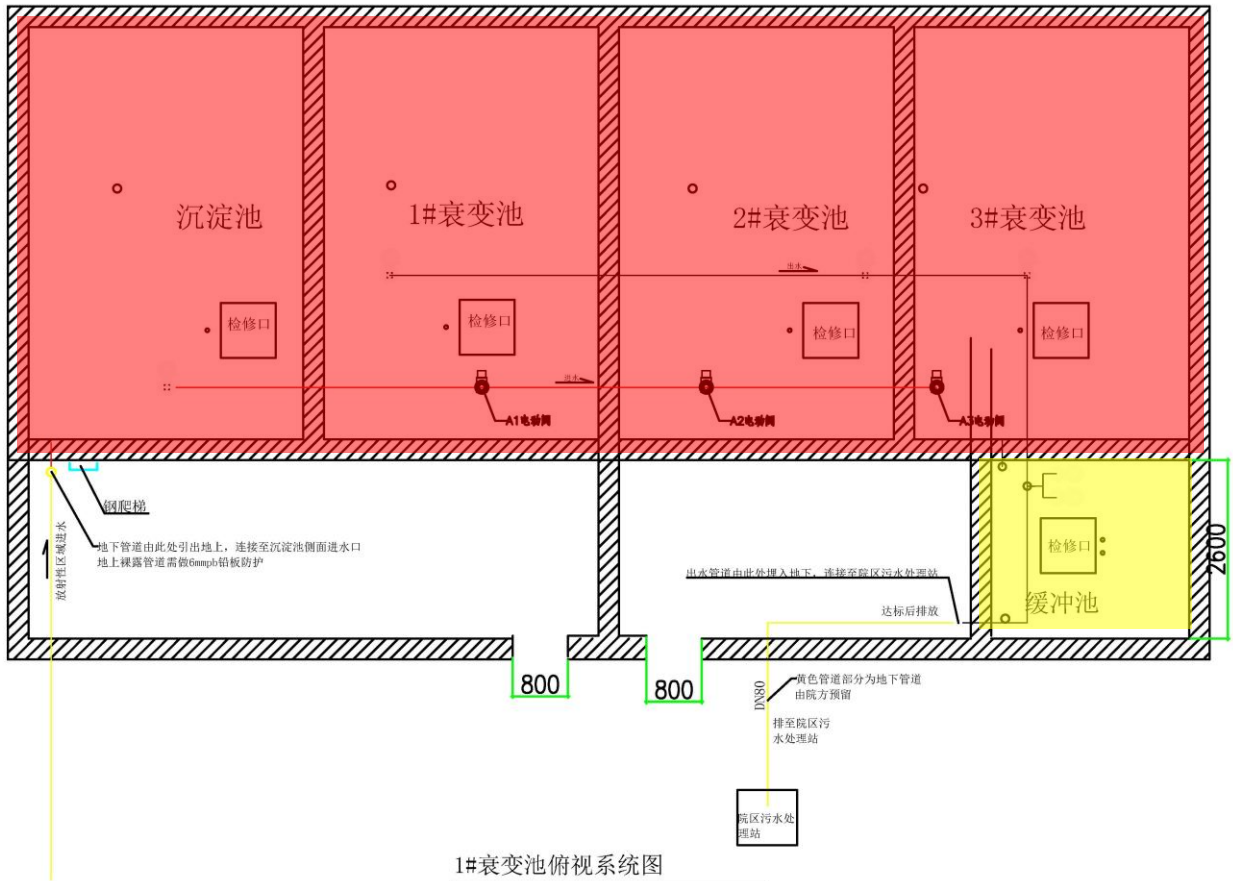 沉淀池
1#衰变池
2#衰变池
3#衰变池
出水
检修口
检修口
检修口
检修口
出水
A1电动阀
A2电动阀
A3电动阀
钢爬梯
地下管道由此处引出地上，连接至沉淀池侧面进水口
地上裸露管道需做6mmpb铅板防护
放射性区域进水
出水管道由此处埋入地下，连接至院区污水处理站
达标后排放
检修口
缓冲池
2600
800
800
DN80
黄色管道部分为地下管道
由院方预留
排至院区污
水处理站
院区污水处
理站
1#衰变池俯视系统图